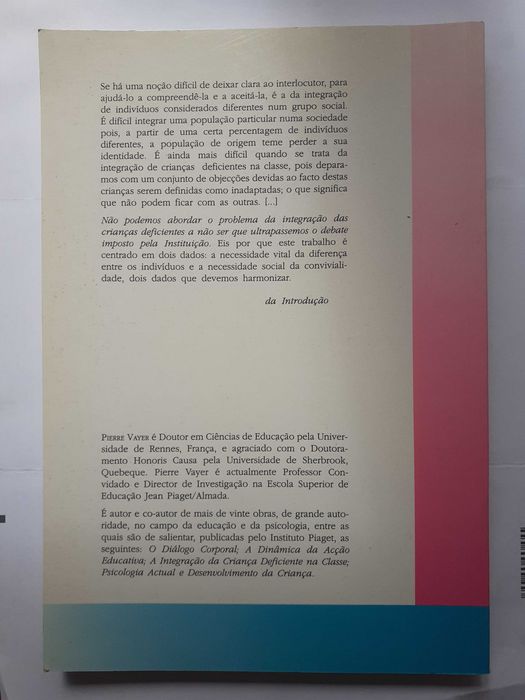 Se há uma noção difícil de deixar clara ao interlocutor, para
ajudá-lo a compreendê-la e a aceitá-la, é a da integração
de indivíduos considerados diferentes num grupo social.
É difícil integrar uma população particular numa sociedade
pois, a partir de uma certa percentagem de indivíduos
diferentes, a população de origem teme perder a sua
identidade. É ainda mais difícil quando se trata da
integração de crianças deficientes na classe, pois depara-
mos com um conjunto de objecções devidas ao facto destas
crianças serem definidas como inadaptadas; o que significa
que não podem ficar com as outras. [...]
Não podemos abordar o problema da integração das
crianças deficientes a não ser que ultrapassemos o debate
imposto pela Instituição. Eis por que este trabalho é
centrado em dois dados: a necessidade vital da diferença
entre os indivíduos e a necessidade social da conviviali-
dade, dois dados que devemos harmonizar.
da Introdução
PIERRE VAYER é Doutor em Ciências de Educação pela Univer-
sidade de Rennes, França, e agraciado com o Doutora-
mento Honoris Causa pela Universidade de Sherbrook,
Quebeque. Pierre Vayer é actualmente Professor Con-
vidado e Director de Investigação na Escola Superior de
Educação Jean Piaget/Almada.
É autor e co-autor de mais de vinte obras, de grande auto-
ridade, no campo da educação e da psicologia, entre as
quais são de salientar, publicadas pelo Instituto Piaget, as
seguintes: O Diálogo Corporal; A Dinâmica da Acção
Educativa; A Integração da Criança Deficiente na Classe;
Psicologia Actual e Desenvolvimento da Criança.